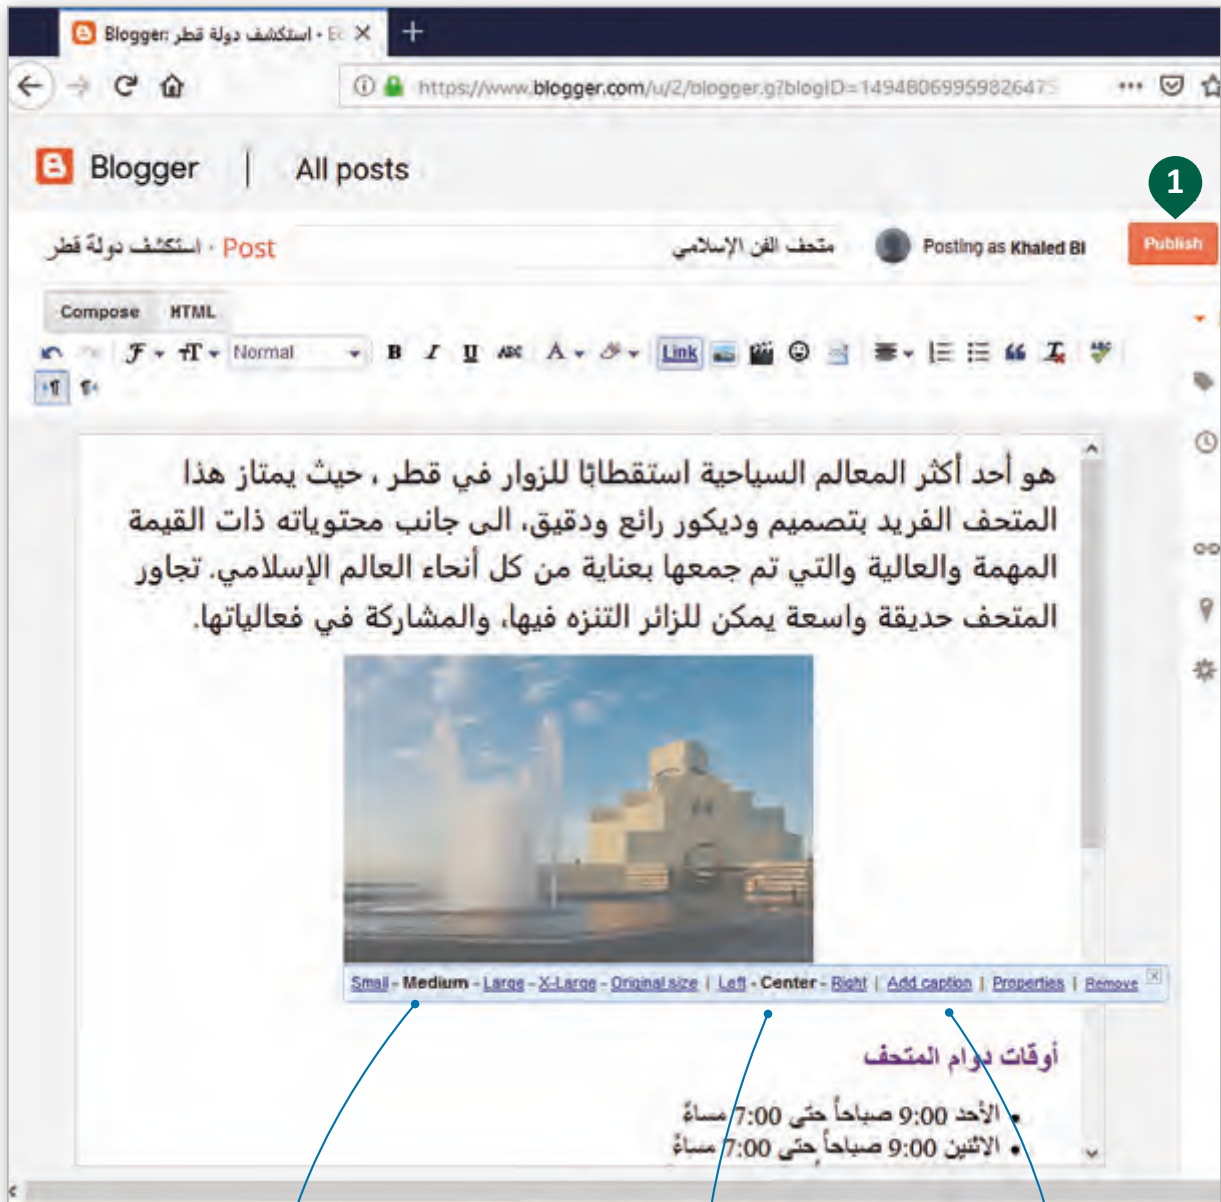 Blogger: استكشف دولة قطر - Ed
https://www.blogger.com/u/2/blogger.g?blogID=14948069959826475
Blogger | All posts
1
استكشف دولة قطر · Post
متحف الفن الإسلامي
Posting as Khaled Bl
Publish
Compose HTML
Normal
B I U ABC A Link
هو أحد أكثر المعالم السياحية استقطابًا للزوار في قطر ، حيث يمتاز هذا
المتحف الفريد بتصميم وديكور رائع ودقيق، الى جانب محتوياته ذات القيمة
المهمة والعالية والتي تم جمعها بعناية من كل أنحاء العالم الإسلامي. تجاور
المتحف حديقة واسعة يمكن للزائر التنزه فيها، والمشاركة في فعالياتها.
Small - Medium - Large - X-Large - Original size | Left - Center - Right | Add caption | Properties | Remove
أوقات دوام المتحف
• الأحد 9:00 صباحاً حتى 7:00 مساءً
• الاثنين 9:00 صباحاً حتى 7:00 مساءً